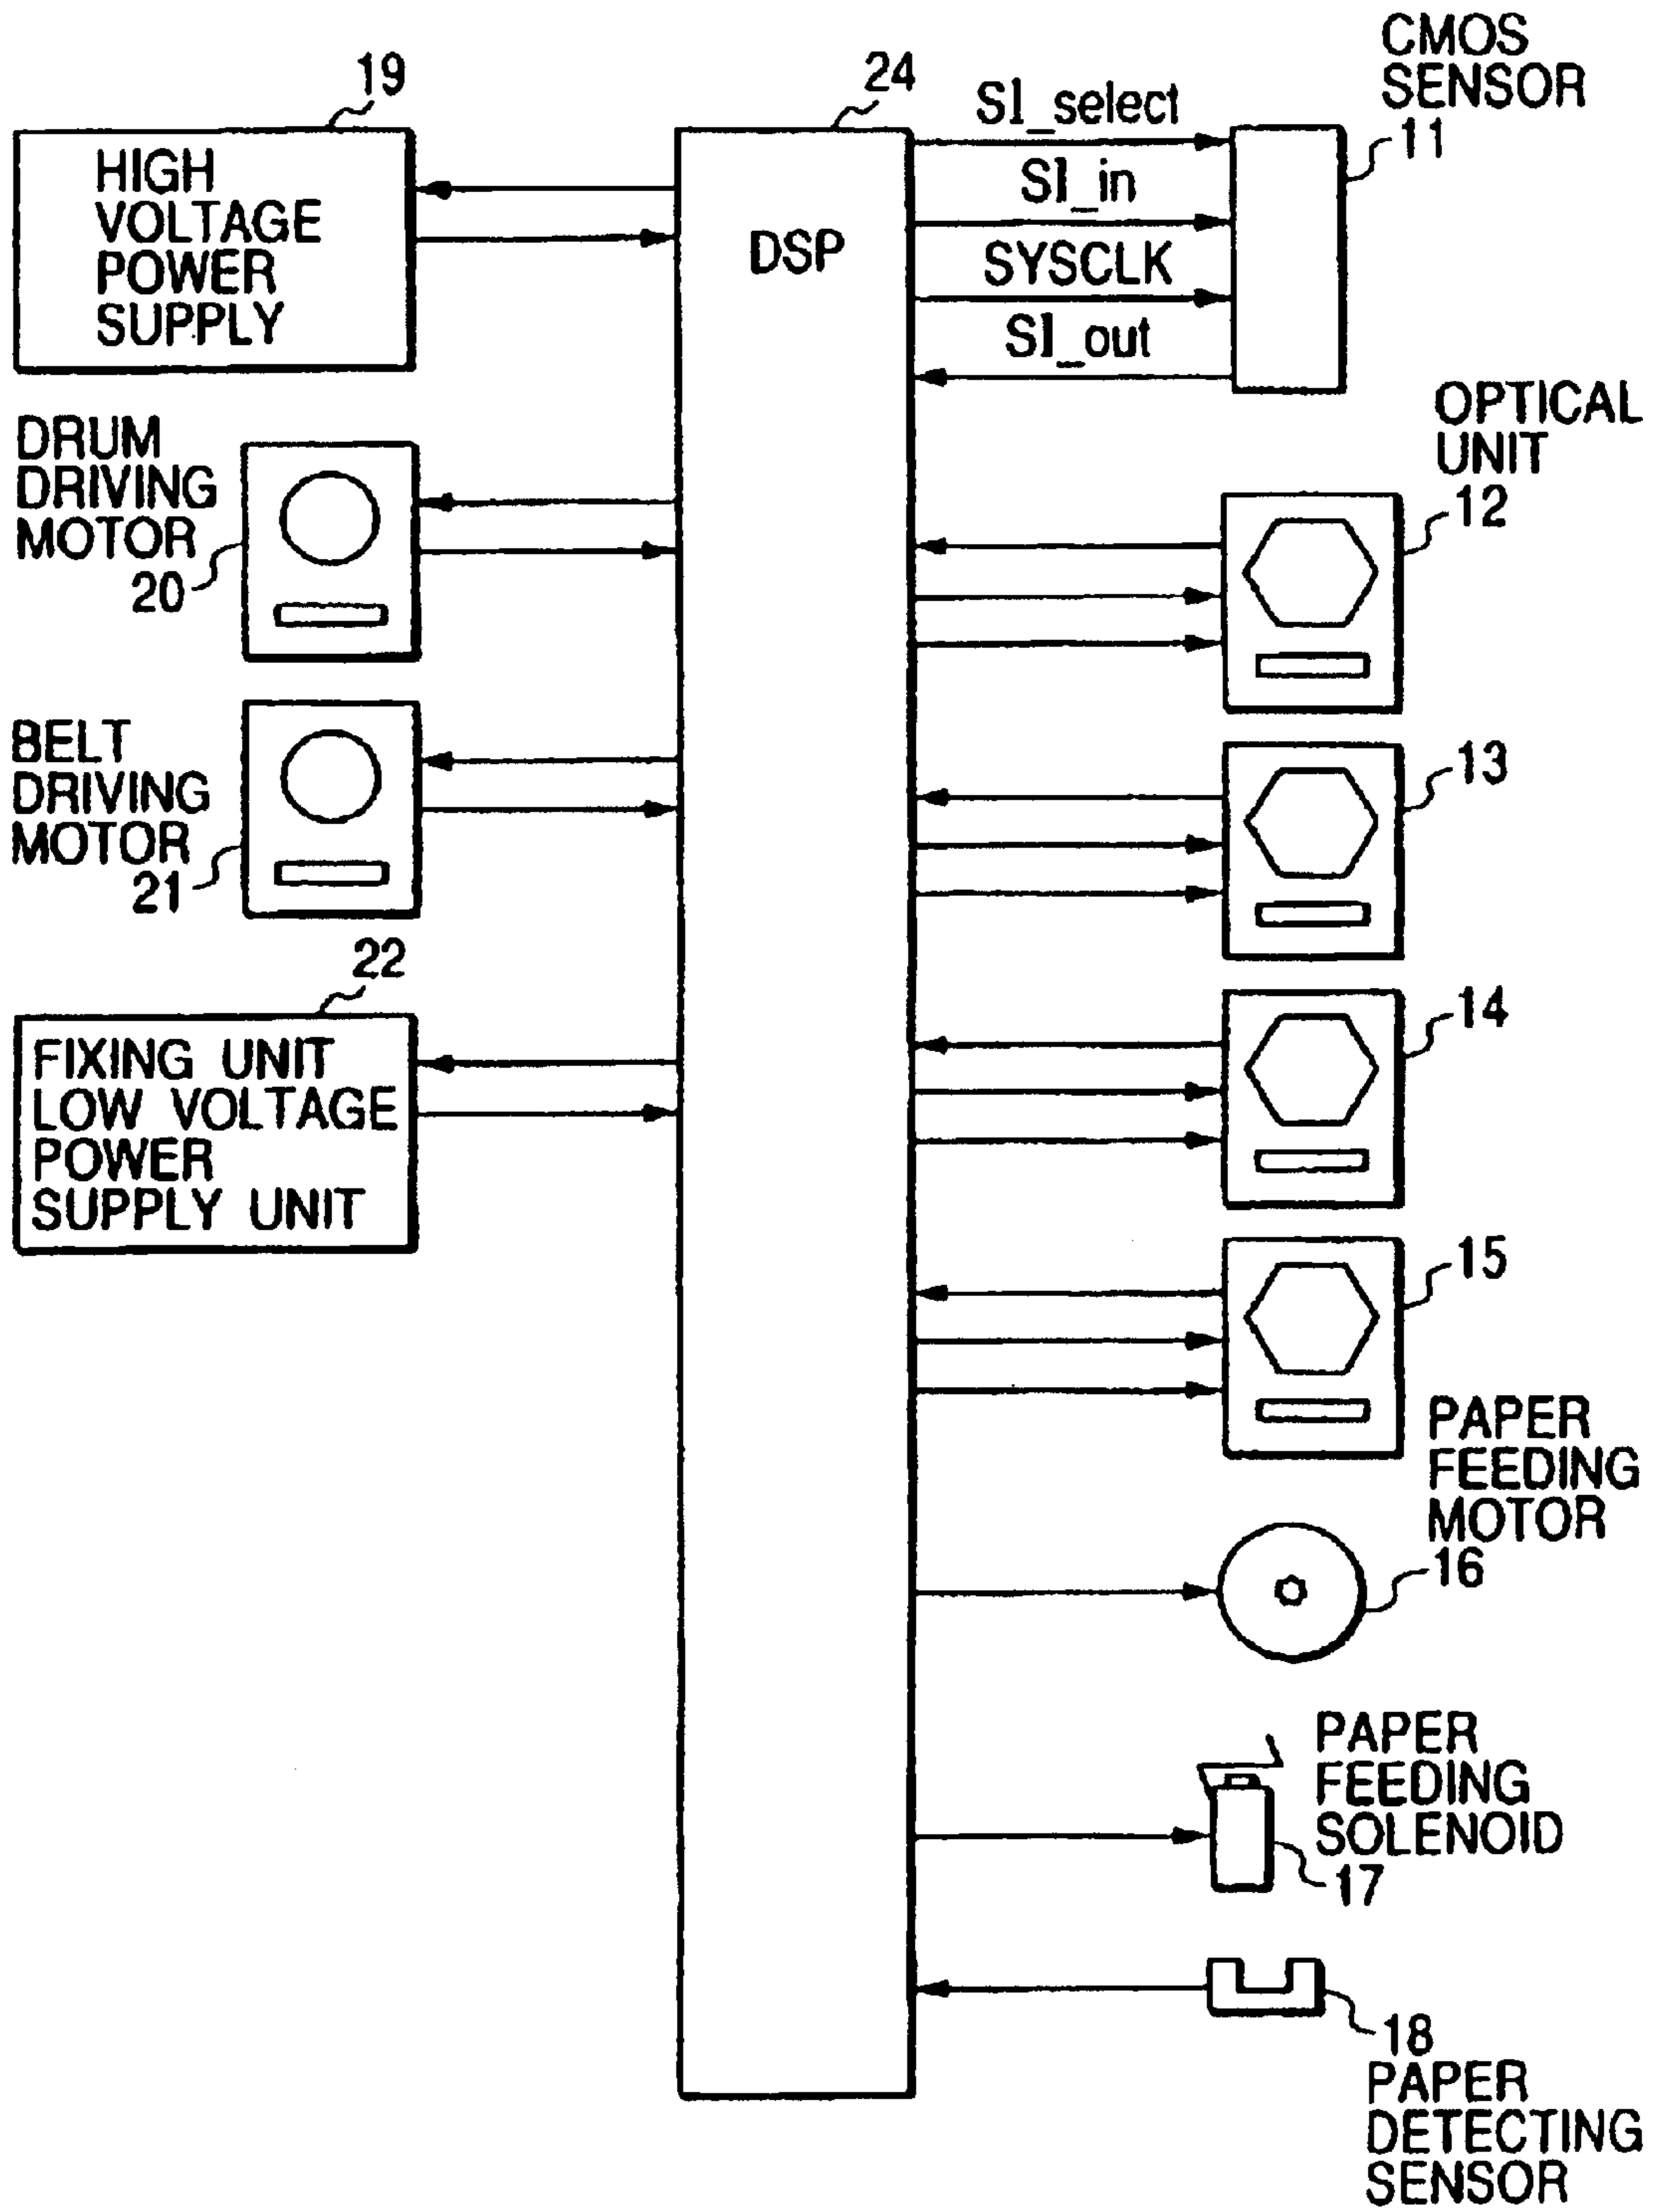 19
HIGH
VOLTAGE
POWER
SUPPLY
DRUM
DRIVING
MOTOR
20
BELT
DRIVING
MOTOR
21
22
FIXING UNIT
LOW VOLTAGE
POWER
SUPPLY UNIT
24
DSP
SI_select
SI_in
SYSCLK
SI_out
CMOS
SENSOR
11
OPTICAL
UNIT
12
13
14
15
PAPER
FEEDING
MOTOR
16
PAPER
FEEDING
SOLENOID
17
18
PAPER
DETECTING
SENSOR